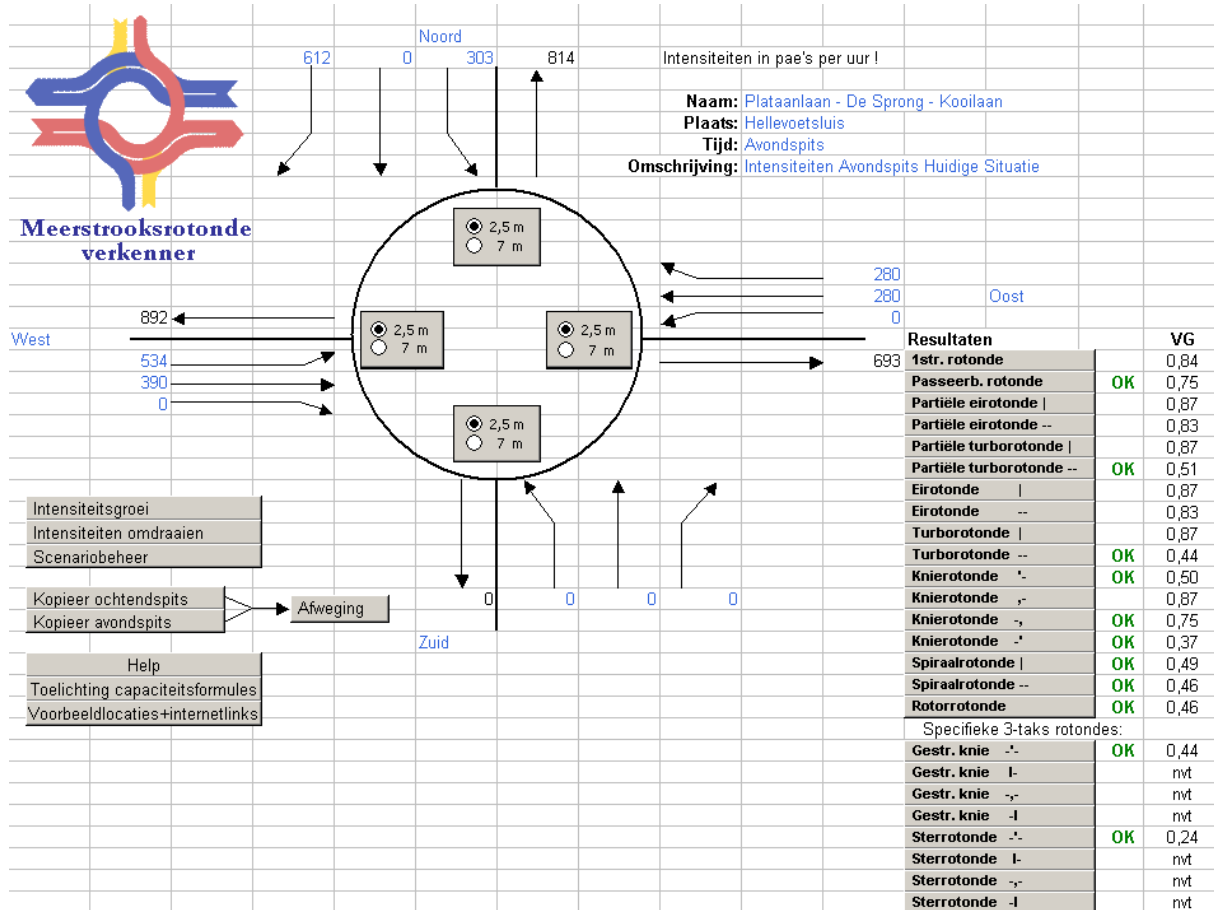 Noord
612 0 303 814 Intensiteiten in pae's per uur !
Naam: Plataanlaan - De Sprong - Kooilaan
Plaats: Hellevoetsluis
Tijd: Avondspits
Omschrijving: Intensiteiten Avondspits Huidige Situatie
Meerstrooksrotonde
verkenner
2,5 m
7 m
280
280 Oost
0
892
West
2,5 m
7 m
2,5 m
7 m
534
390
0
693
2,5 m
7 m
Intensiteitsgroei
Intensiteiten omdraaien
Scenariobeheer
Kopieer ochtendspits
Kopieer avondspits
Afweging
0 0 0 0
Zuid
Help
Toelichting capaciteitsformules
Voorbeeldlocaties+internetlinks
Resultaten VG
1str. rotonde 0,84
Passeerb. rotonde OK 0,75
Partiële eirotonde | 0,87
Partiële eirotonde -- 0,83
Partiële turborotonde | 0,87
Partiële turborotonde -- OK 0,51
Eirotonde | 0,87
Eirotonde -- 0,83
Turborotonde | 0,87
Turborotonde -- OK 0,44
Knierotonde '- OK 0,50
Knierotonde ,- 0,87
Knierotonde -, OK 0,75
Knierotonde -' OK 0,37
Spiraalrotonde | OK 0,49
Spiraalrotonde -- OK 0,46
Rotorrotonde OK 0,46
Specifieke 3-taks rotondes:
Gestr. knie -'- OK 0,44
Gestr. knie I- nvt
Gestr. knie -,- nvt
Gestr. knie -I nvt
Sterrotonde -'- OK 0,24
Sterrotonde I- nvt
Sterrotonde -,- nvt
Sterrotonde -I nvt